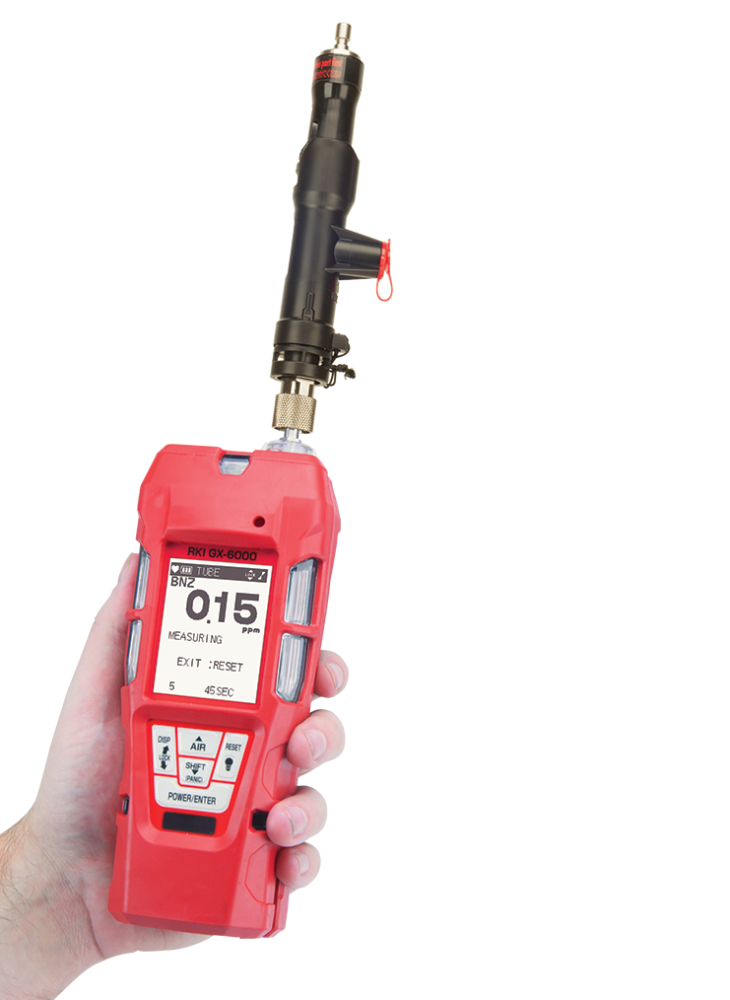 RKI GX-6000
TUBE LOCK
BNZ
0.15
ppm
MEASURING
EXIT :RESET
5 45SEC
DISP
LOCK
AIR
RESET
SHIFT
(PANIC)
POWER/ENTER